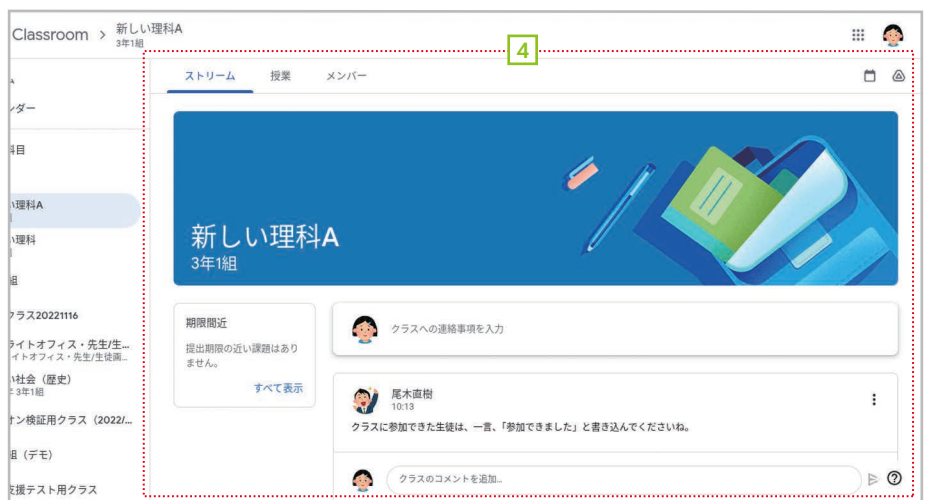 Classroom > 新しい理科A
3年1組
4
ストリーム 授業 メンバー
ダー
科目
い理科A
新しい理科A
3年1組
い理科
組
クラス20221116
期限間近
提出期限の近い課題はあり
ません。
すべて表示
クラスへの連絡事項を入力
ライトオフィス・先生/生...
イトオフィス・先生/生徒画...
い社会（歴史）
3年1組
尾木直樹
10:13
クラスに参加できた生徒は、一言、「参加できました」と書き込んでくださいね。
オン検証用クラス（2022/...
組（デモ）
支援テスト用クラス
クラスのコメントを追加...